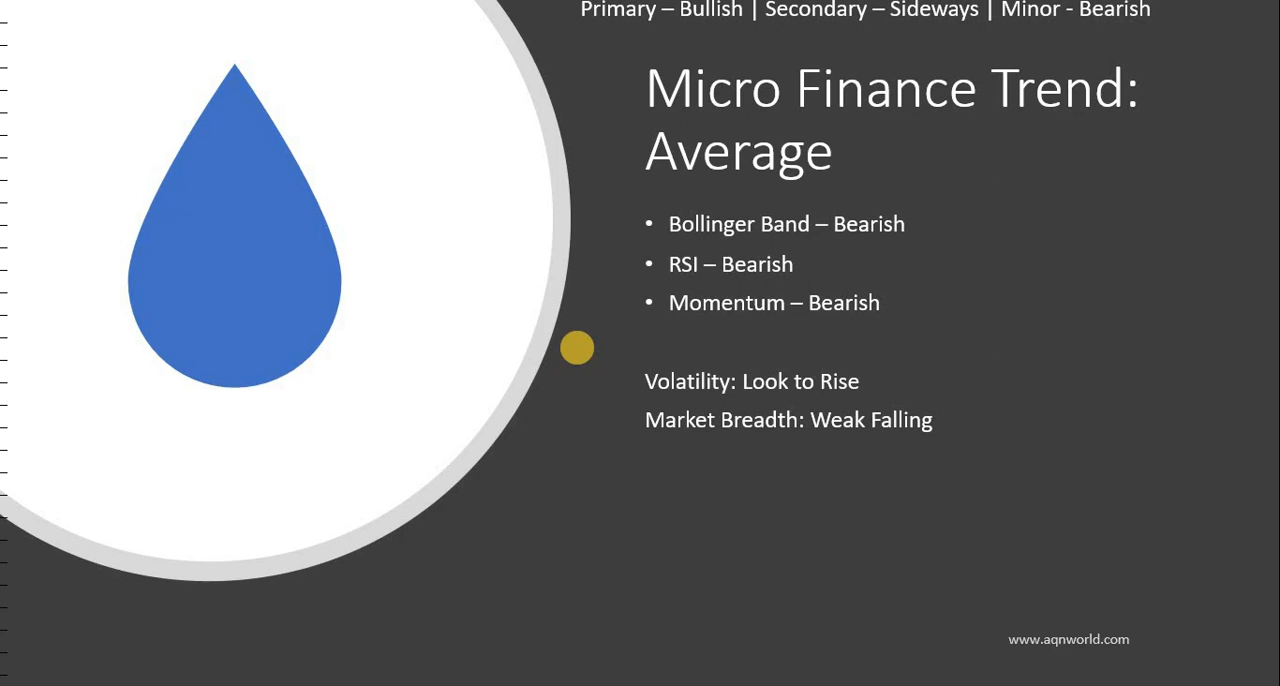 Primary – Bullish | Secondary – Sideways | Minor - Bearish
Micro Finance Trend:
Average
• Bollinger Band – Bearish
• RSI – Bearish
• Momentum – Bearish
Volatility: Look to Rise
Market Breadth: Weak Falling
www.aqnworld.com